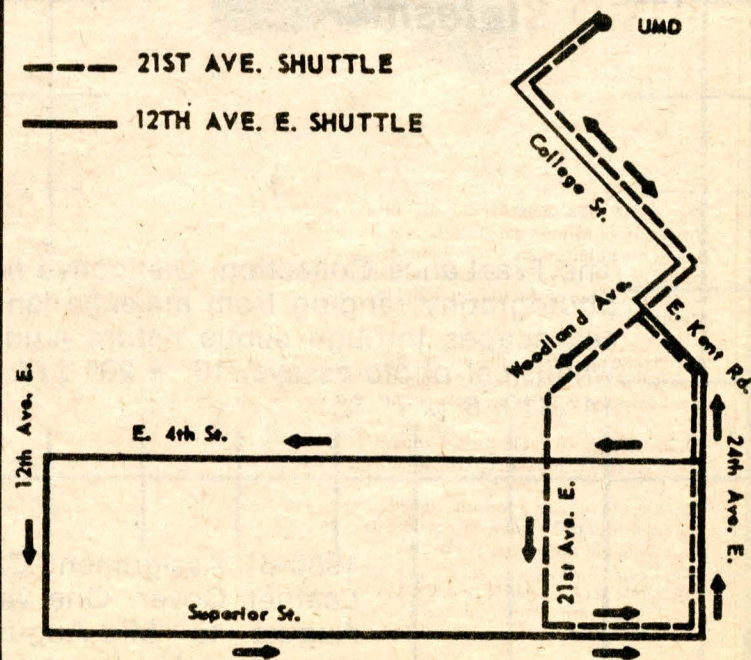 UMD
21ST AVE. SHUTTLE
12TH AVE. E. SHUTTLE
College St.
Woodland Ave.
E. Kent Rd.
12th Ave. E.
E. 4th St.
21st Ave. E.
24th Ave. E.
Superior St.